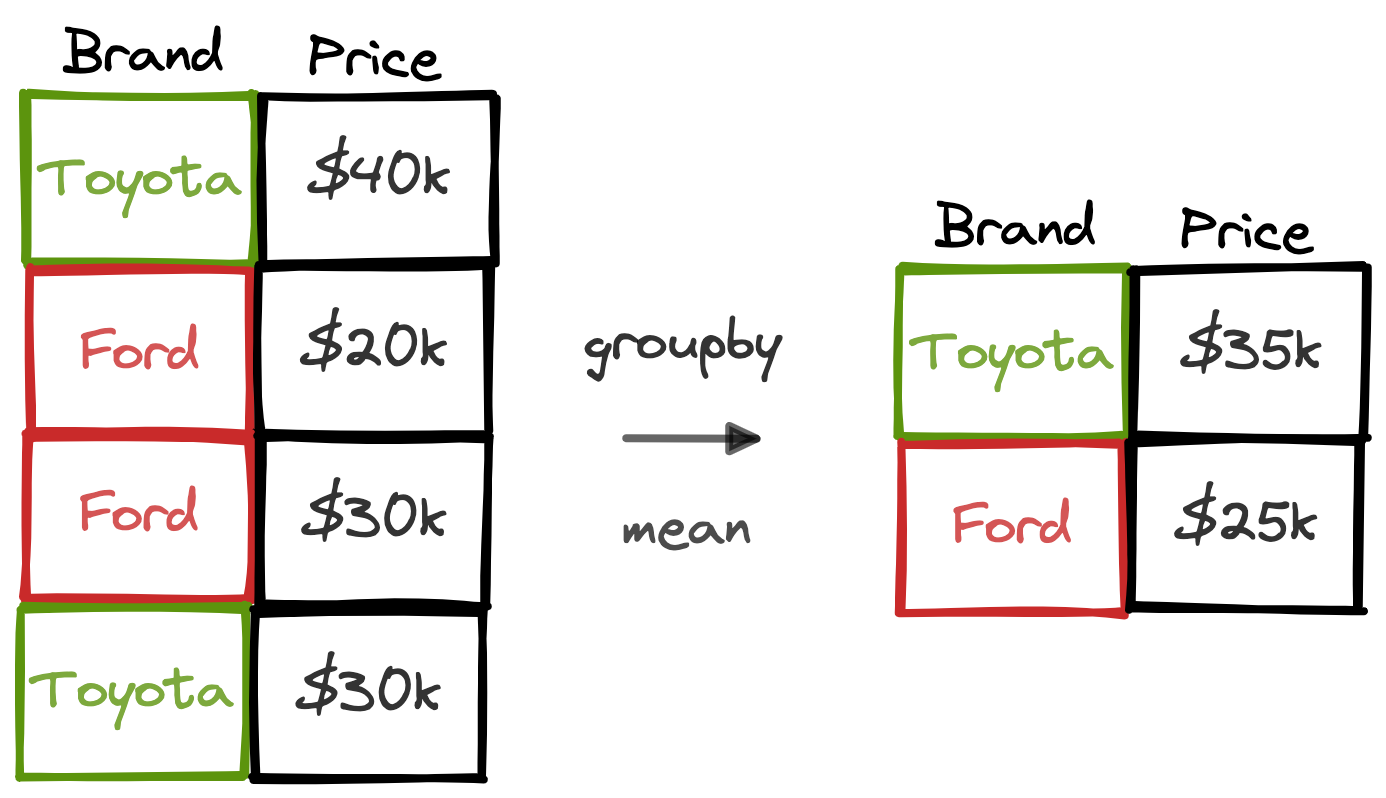 Brand Price
Toyota $40k
Ford $20k
Ford $30k
Toyota $30k
groupby
mean
Brand Price
Toyota $35k
Ford $25k